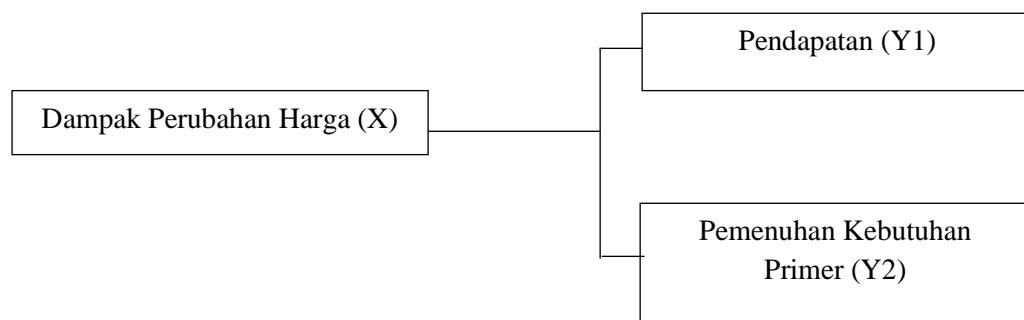 Pendapatan (Y1)
Dampak Perubahan Harga (X)
Pemenuhan Kebutuhan
Primer (Y2)